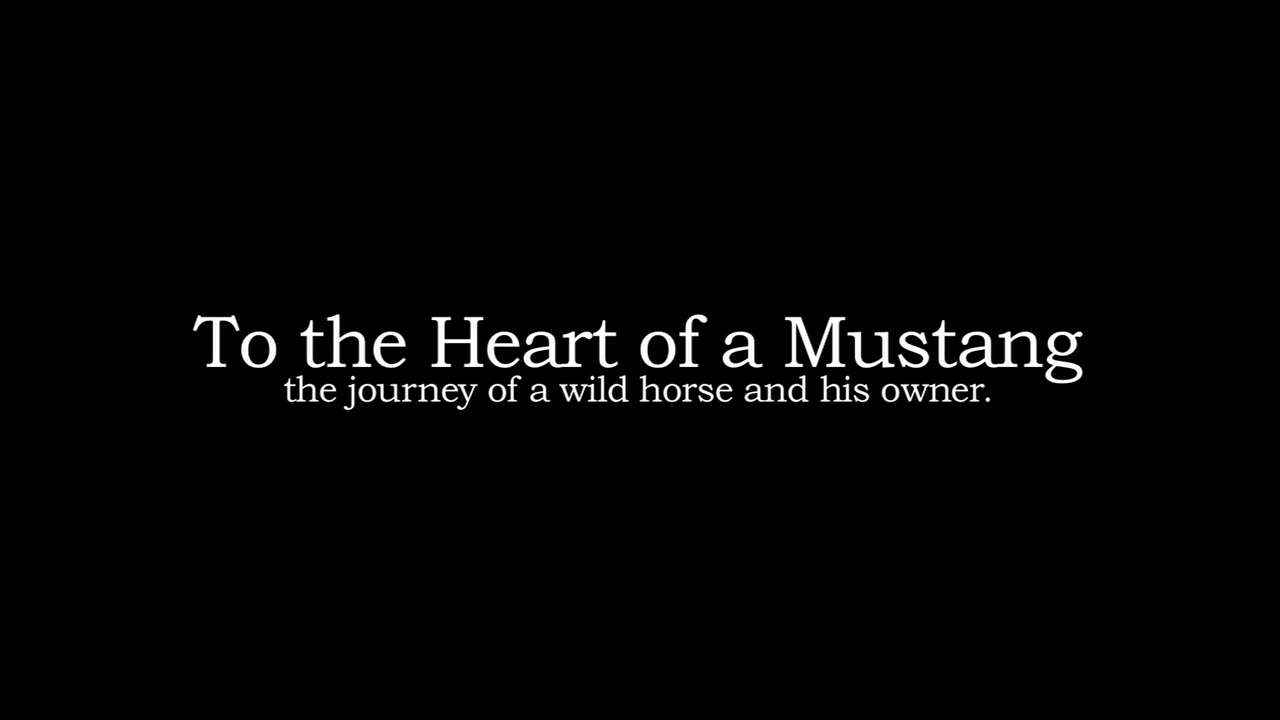 To the Heart of a Mustang
the journey of a wild horse and his owner.